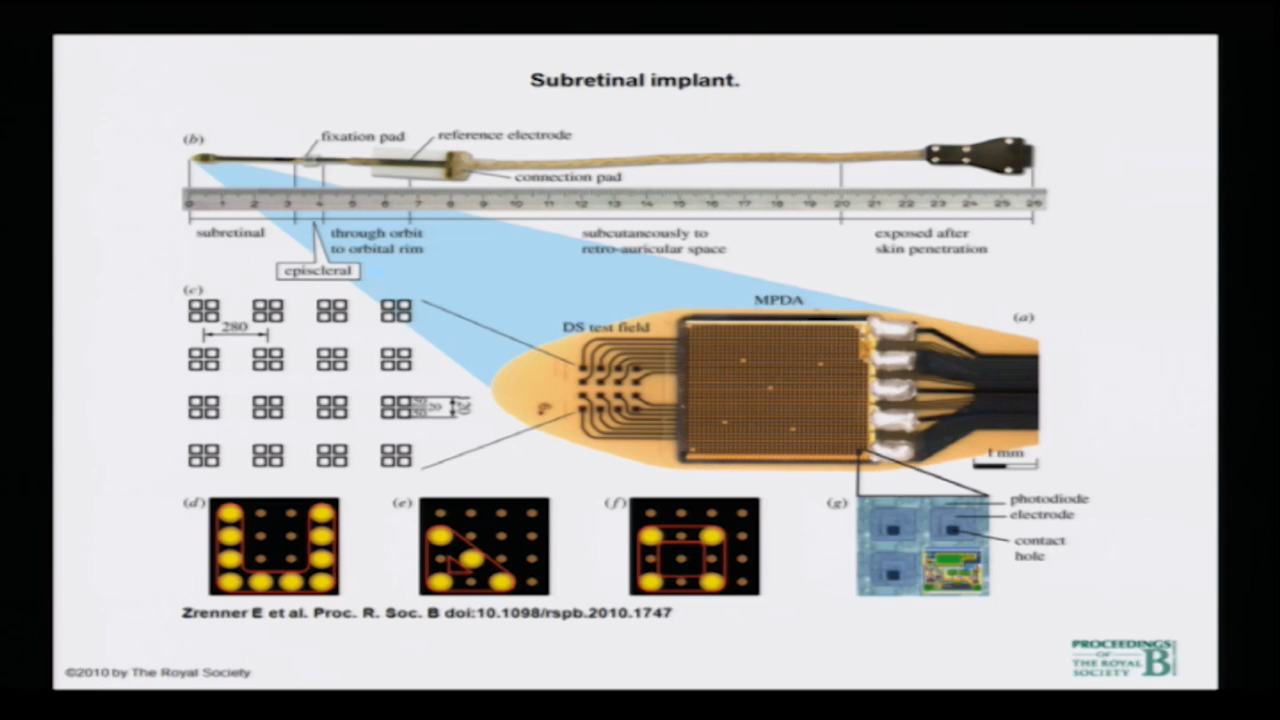 Subretinal implant.
(b)
fixation pad
reference electrode
connection pad
0 1 2 3 4 5 6 7 8 9 10 11 12 13 14 15 16 17 18 19 20 21 22 23 24 25 26
subretinal
through orbit
to orbital rim
subcutaneously to
retro-auricular space
exposed after
skin penetration
episcleral
(c)
280
MPDA
(a)
DS test field
50
20
50
120
1 mm
(d)
(e)
(f)
(g)
photodiode
electrode
contact
hole
Zrenner E et al. Proc. R. Soc. B doi:10.1098/rspb.2010.1747
©2010 by The Royal Society
PROCEEDINGS
OF
THE ROYAL
SOCIETY
B